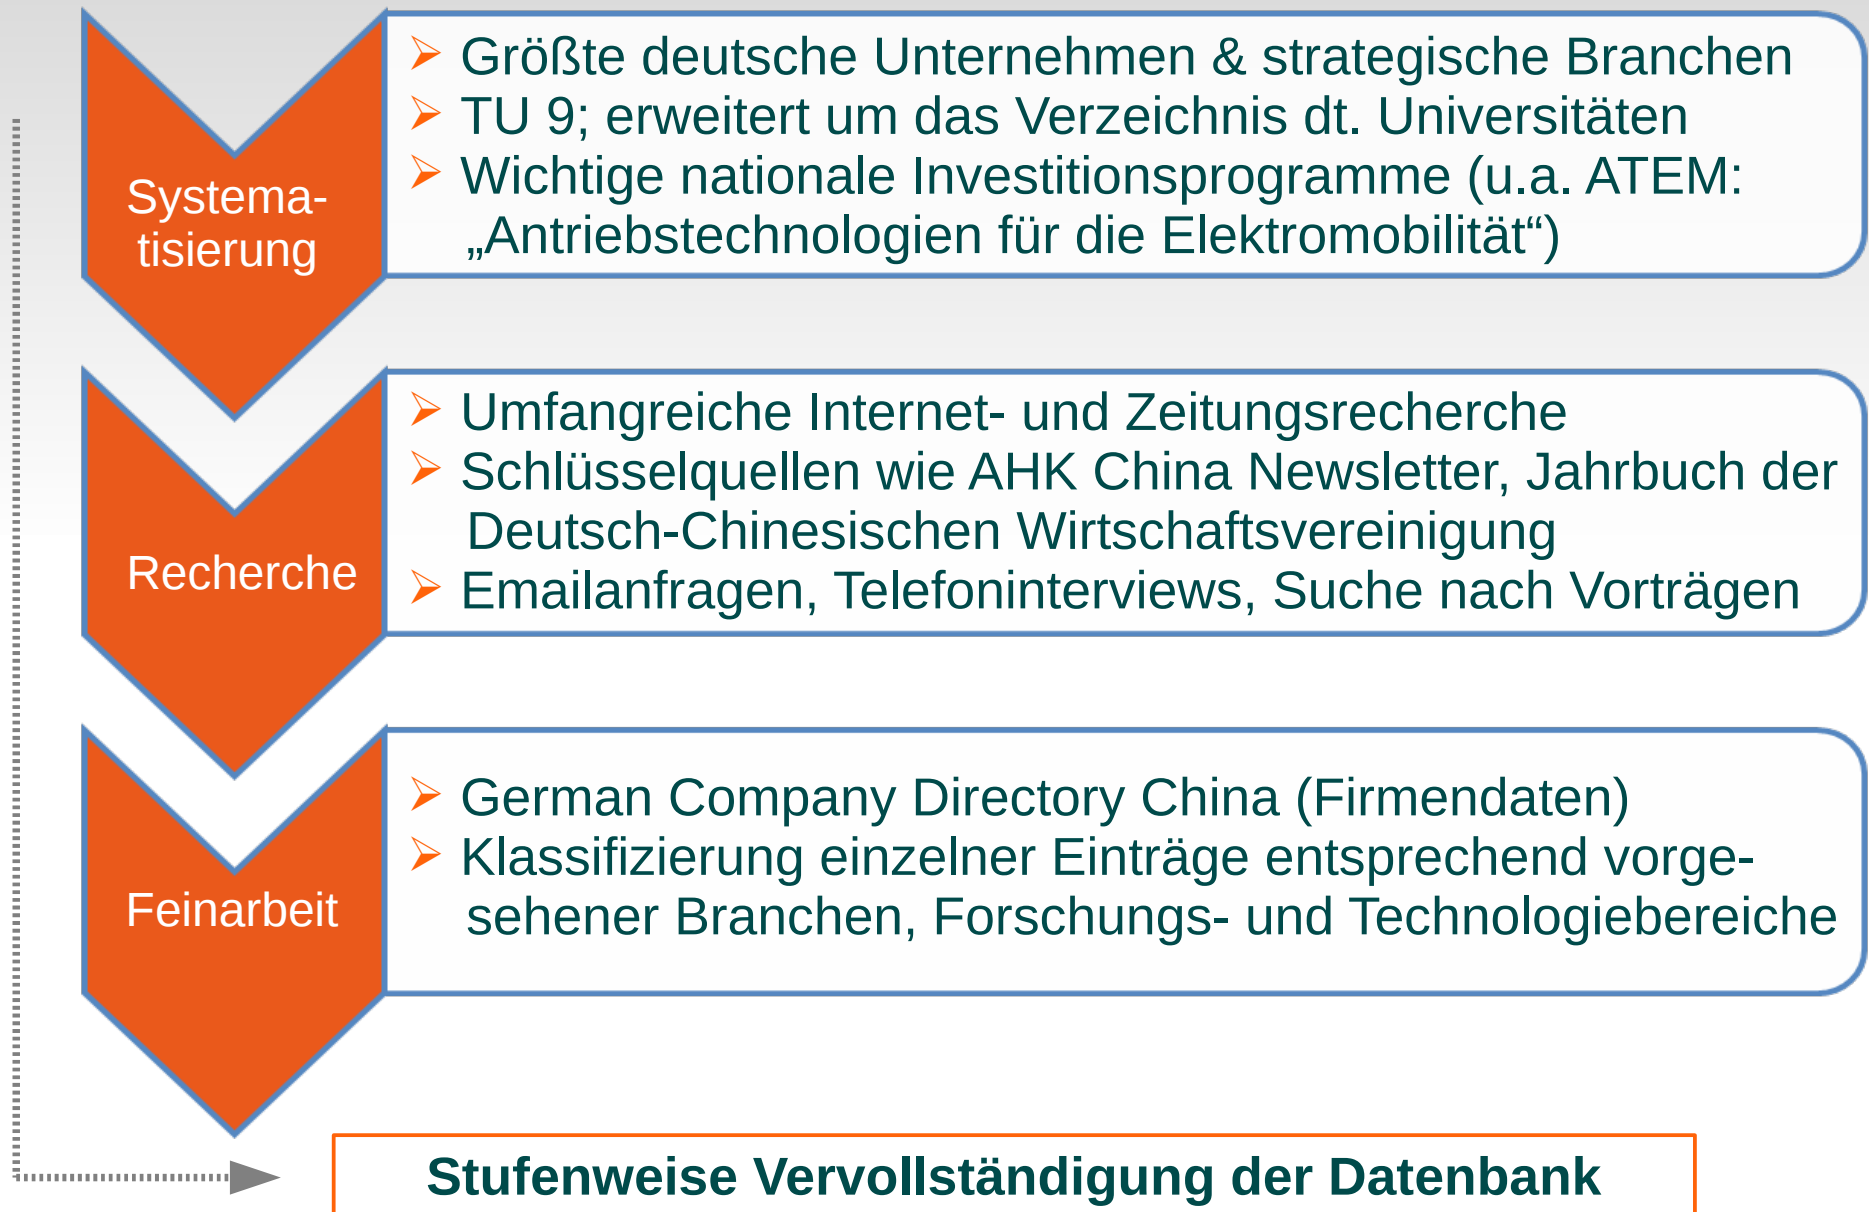 Systema-
tisierung
Größte deutsche Unternehmen & strategische Branchen
TU 9; erweitert um das Verzeichnis dt. Universitäten
Wichtige nationale Investitionsprogramme (u.a. ATEM:
„Antriebstechnologien für die Elektromobilität“)
Recherche
Umfangreiche Internet- und Zeitungsrecherche
Schlüsselquellen wie AHK China Newsletter, Jahrbuch der
Deutsch-Chinesischen Wirtschaftsvereinigung
Emailanfragen, Telefoninterviews, Suche nach Vorträgen
Feinarbeit
German Company Directory China (Firmendaten)
Klassifizierung einzelner Einträge entsprechend vorge-
sehener Branchen, Forschungs- und Technologiebereiche
Stufenweise Vervollständigung der Datenbank